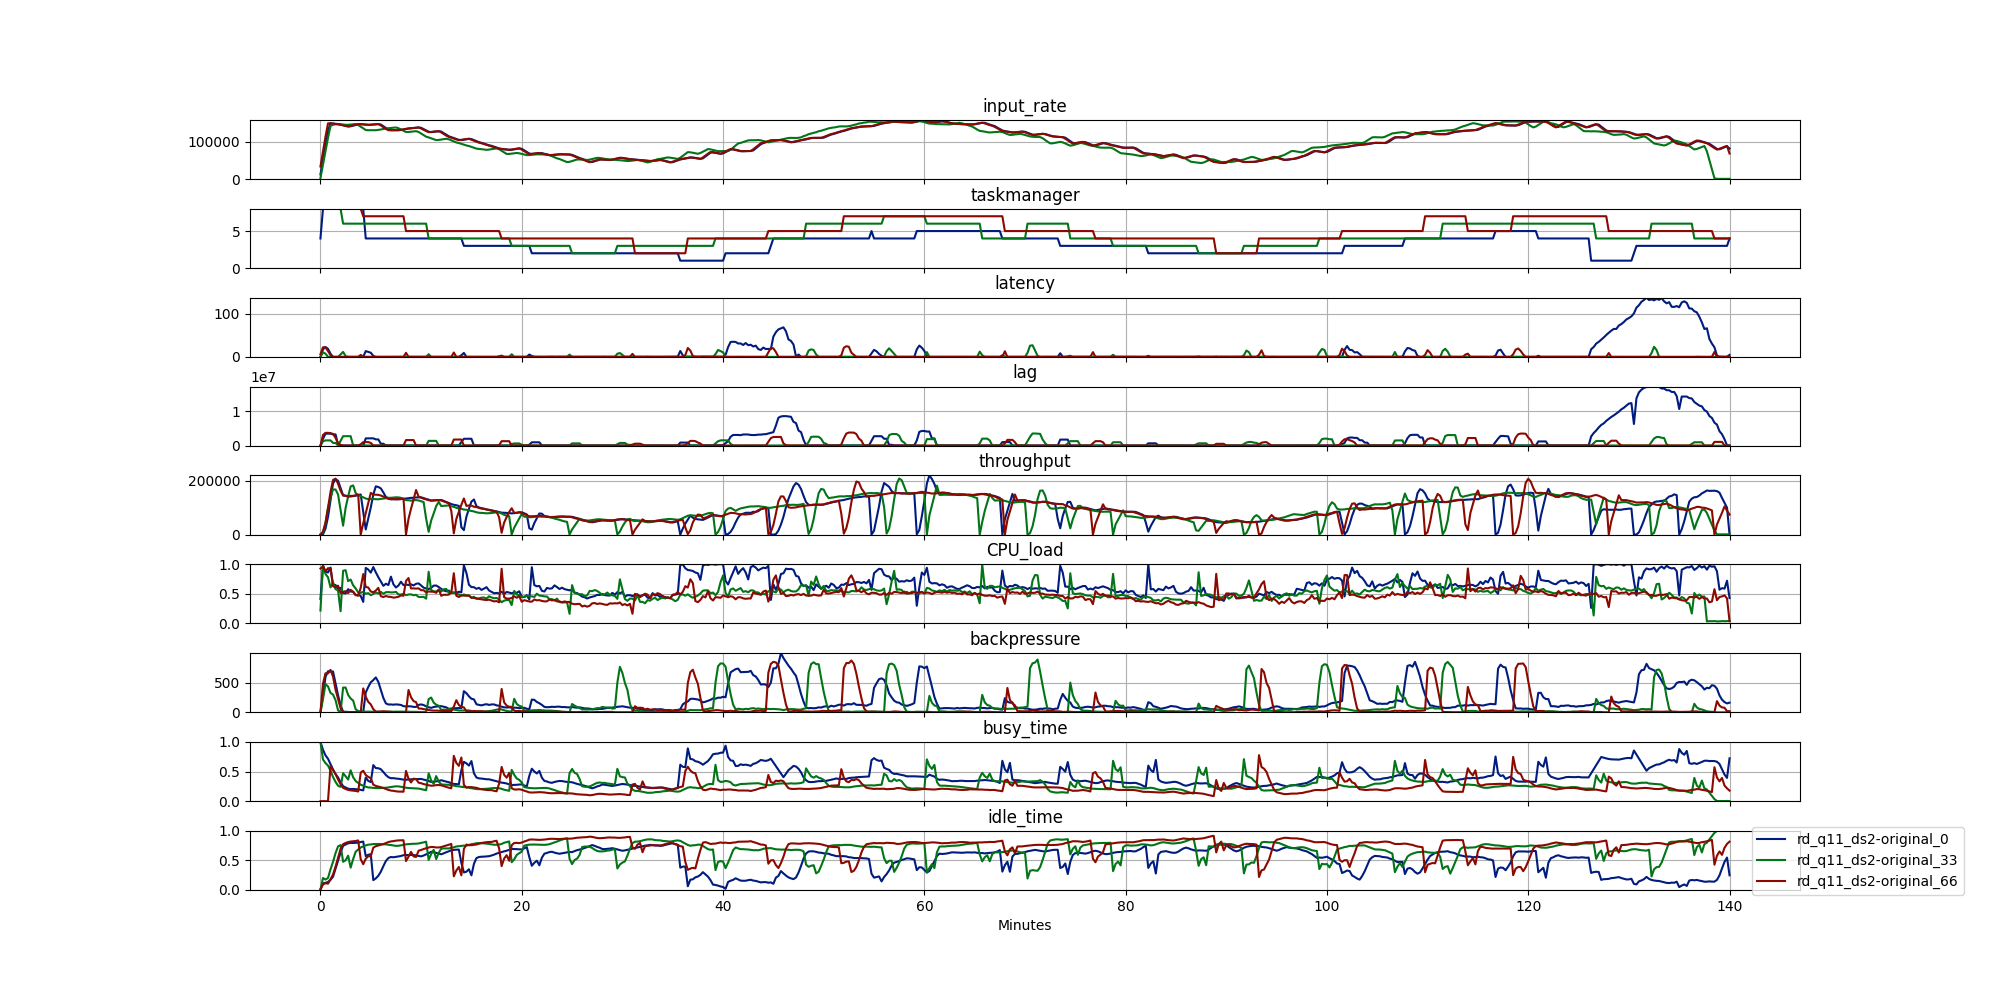 input_rate
100000
0
taskmanager
5
0
latency
100
0
1e7
lag
1
0
throughput
200000
0
CPU_load
1.0
0.5
0.0
backpressure
500
0
busy_time
1.0
0.5
0.0
idle_time
1.0
0.5
0.0
rd_q11_ds2-original_0
rd_q11_ds2-original_33
rd_q11_ds2-original_66
0 20 40 60 80 100 120 140
Minutes